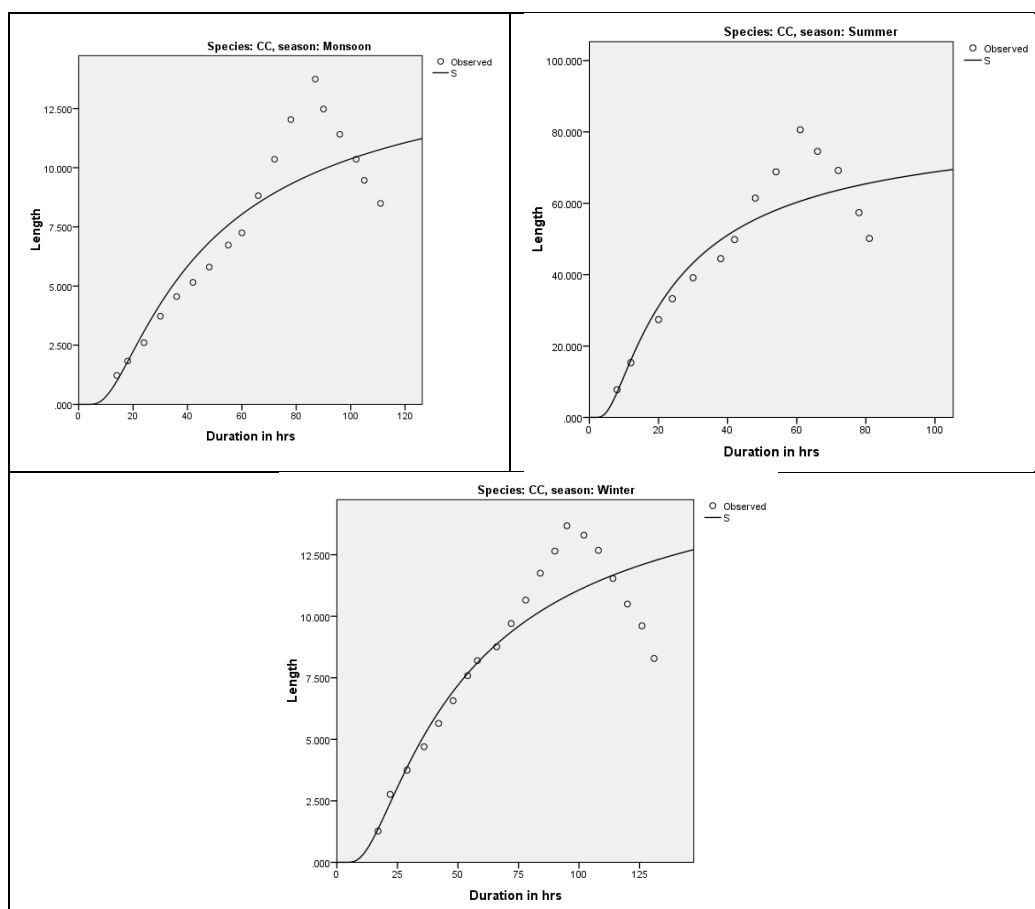 Species: CC, season: Monsoon
Observed
S
12.500
10.000
7.500
5.000
2.500
.000
Length
0 20 40 60 80 100 120
Duration in hrs
Species: CC, season: Summer
Observed
S
100.000
80.000
60.000
40.000
20.000
.000
Length
0 20 40 60 80 100
Duration in hrs
Species: CC, season: Winter
Observed
S
12.500
10.000
7.500
5.000
2.500
.000
Length
0 25 50 75 100 125
Duration in hrs